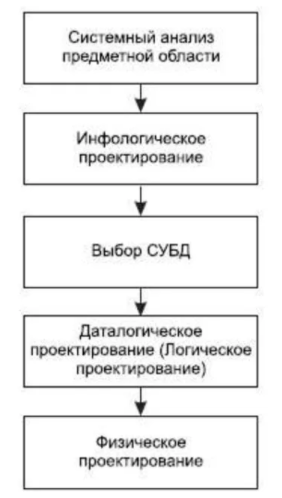 Системный анализ
предметной области
Инфологическое
проектирование
Выбор СУБД
Даталогическое
проектирование (Логическое
проектирование)
Физическое
проектирование